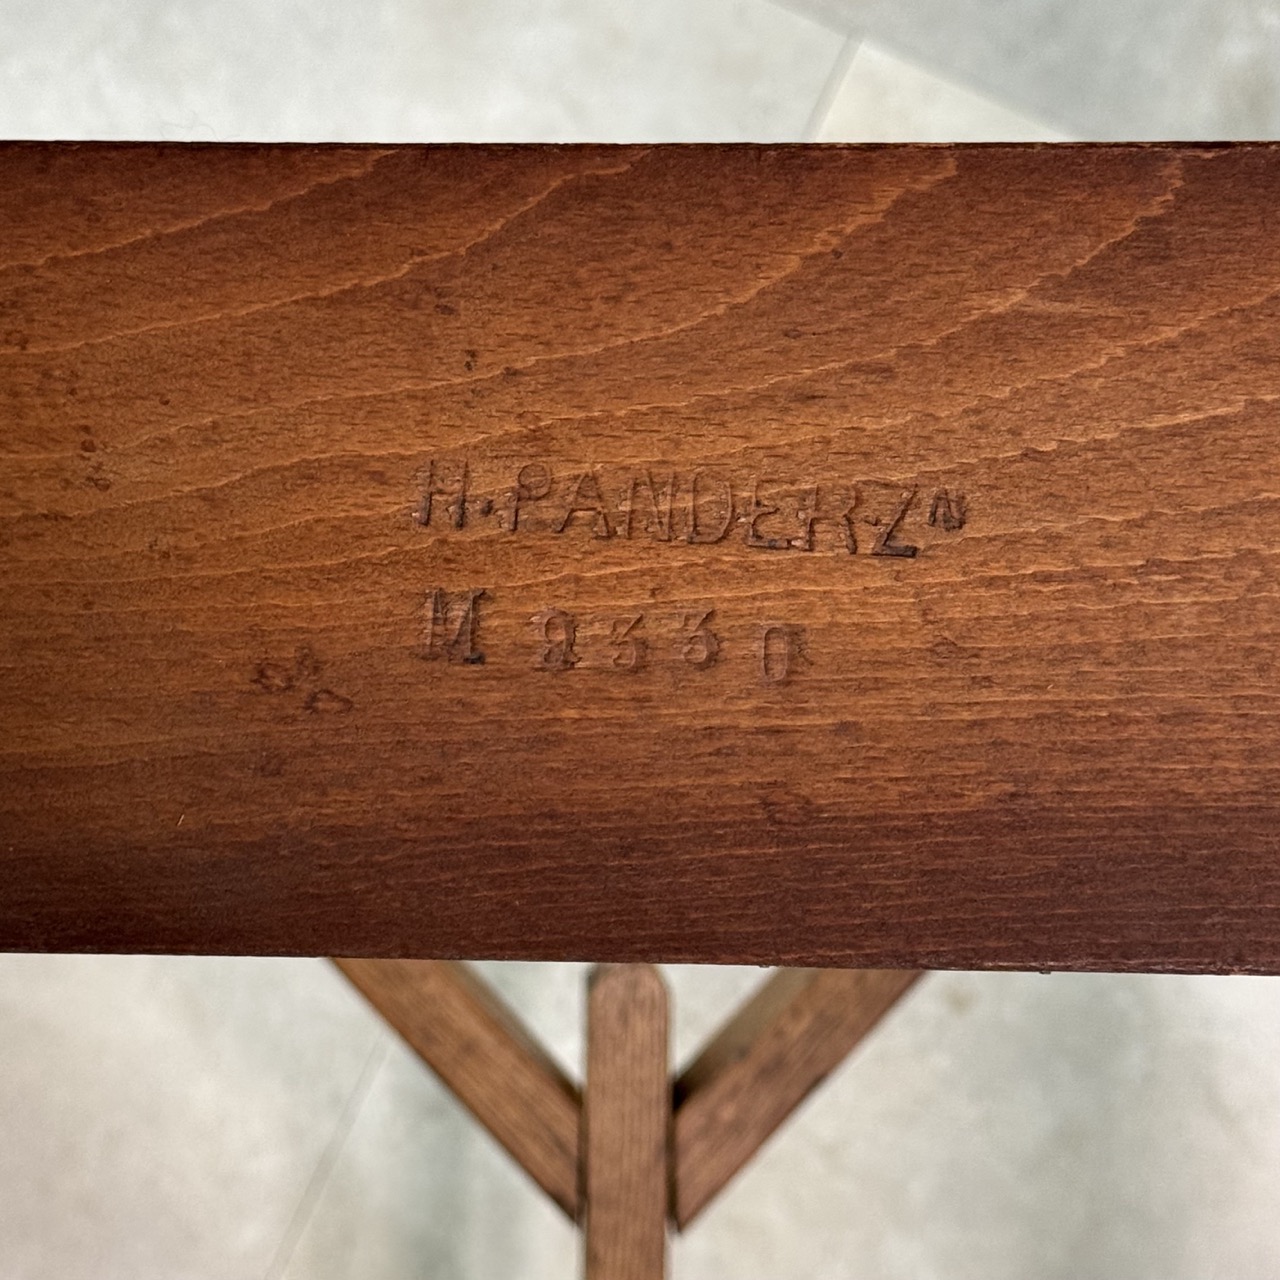 H. PANDER. ZN
M 2330